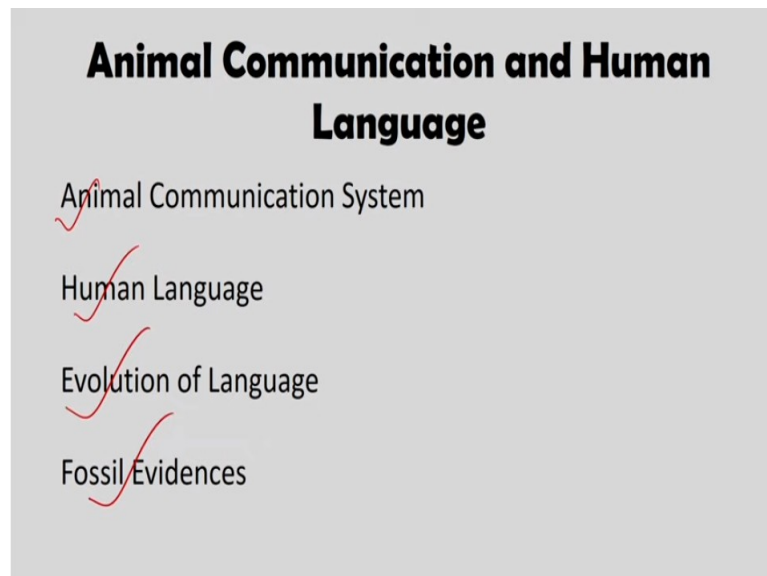 Animal Communication and Human
Language
Animal Communication System
Human Language
Evolution of Language
Fossil Evidences